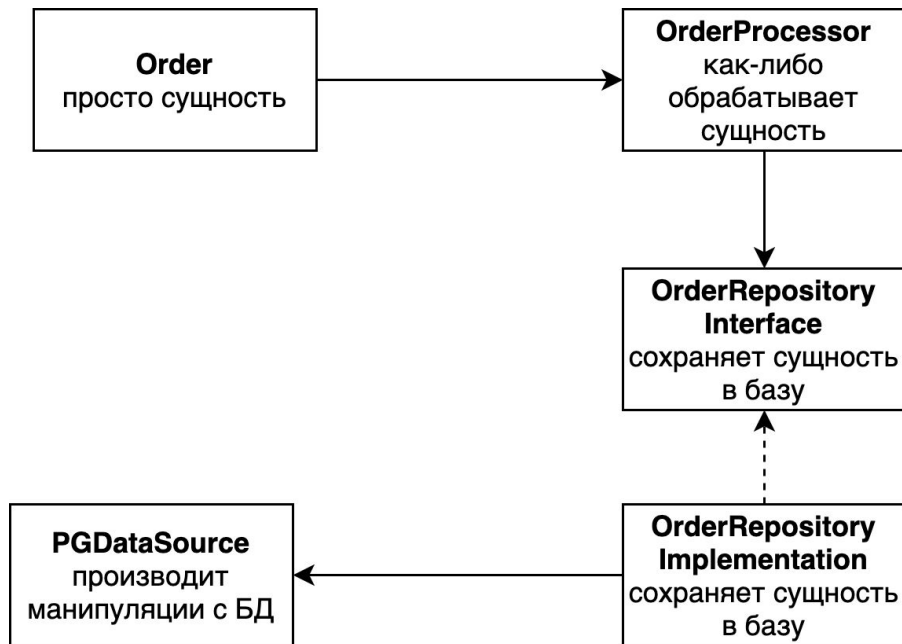 Order
просто сущность
OrderProcessor
как-либо
обрабатывает
сущность
OrderRepository
Interface
сохраняет сущность
в базу
PGDataSource
производит
манипуляции с БД
OrderRepository
Implementation
сохраняет сущность
в базу